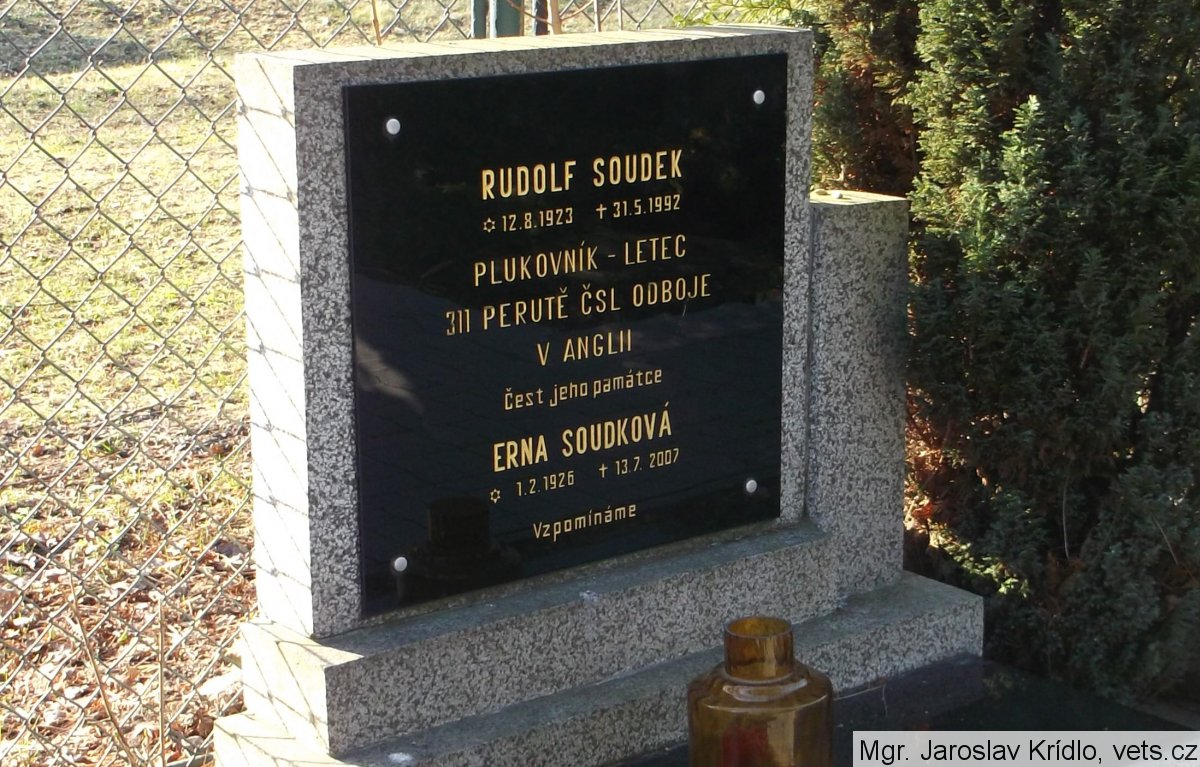 RUDOLF SOUDEK
✡ 12.8.1923 ✝ 31.5.1992
PLUKOVNÍK - LETEC
311 PERUTĚ ČSL ODBOJE
V ANGLII
Čest jeho památce
ERNA SOUDKOVÁ
✡ 1.2.1926 ✝ 13.7. 2007
Vzpomínáme
Mgr. Jaroslav Krídlo, vets.cz